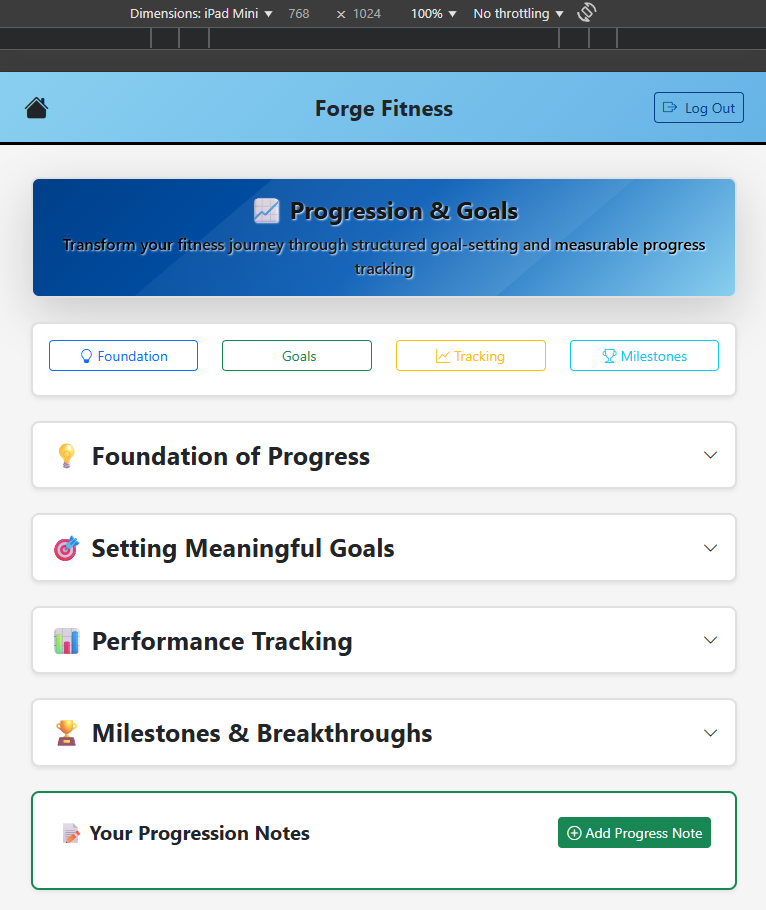 Dimensions: iPad Mini 768 × 1024 100% No throttling
Forge Fitness
Log Out
Progression & Goals
Transform your fitness journey through structured goal-setting and measurable progress
tracking
Foundation Goals Tracking Milestones
Foundation of Progress
Setting Meaningful Goals
Performance Tracking
Milestones & Breakthroughs
Your Progression Notes
Add Progress Note